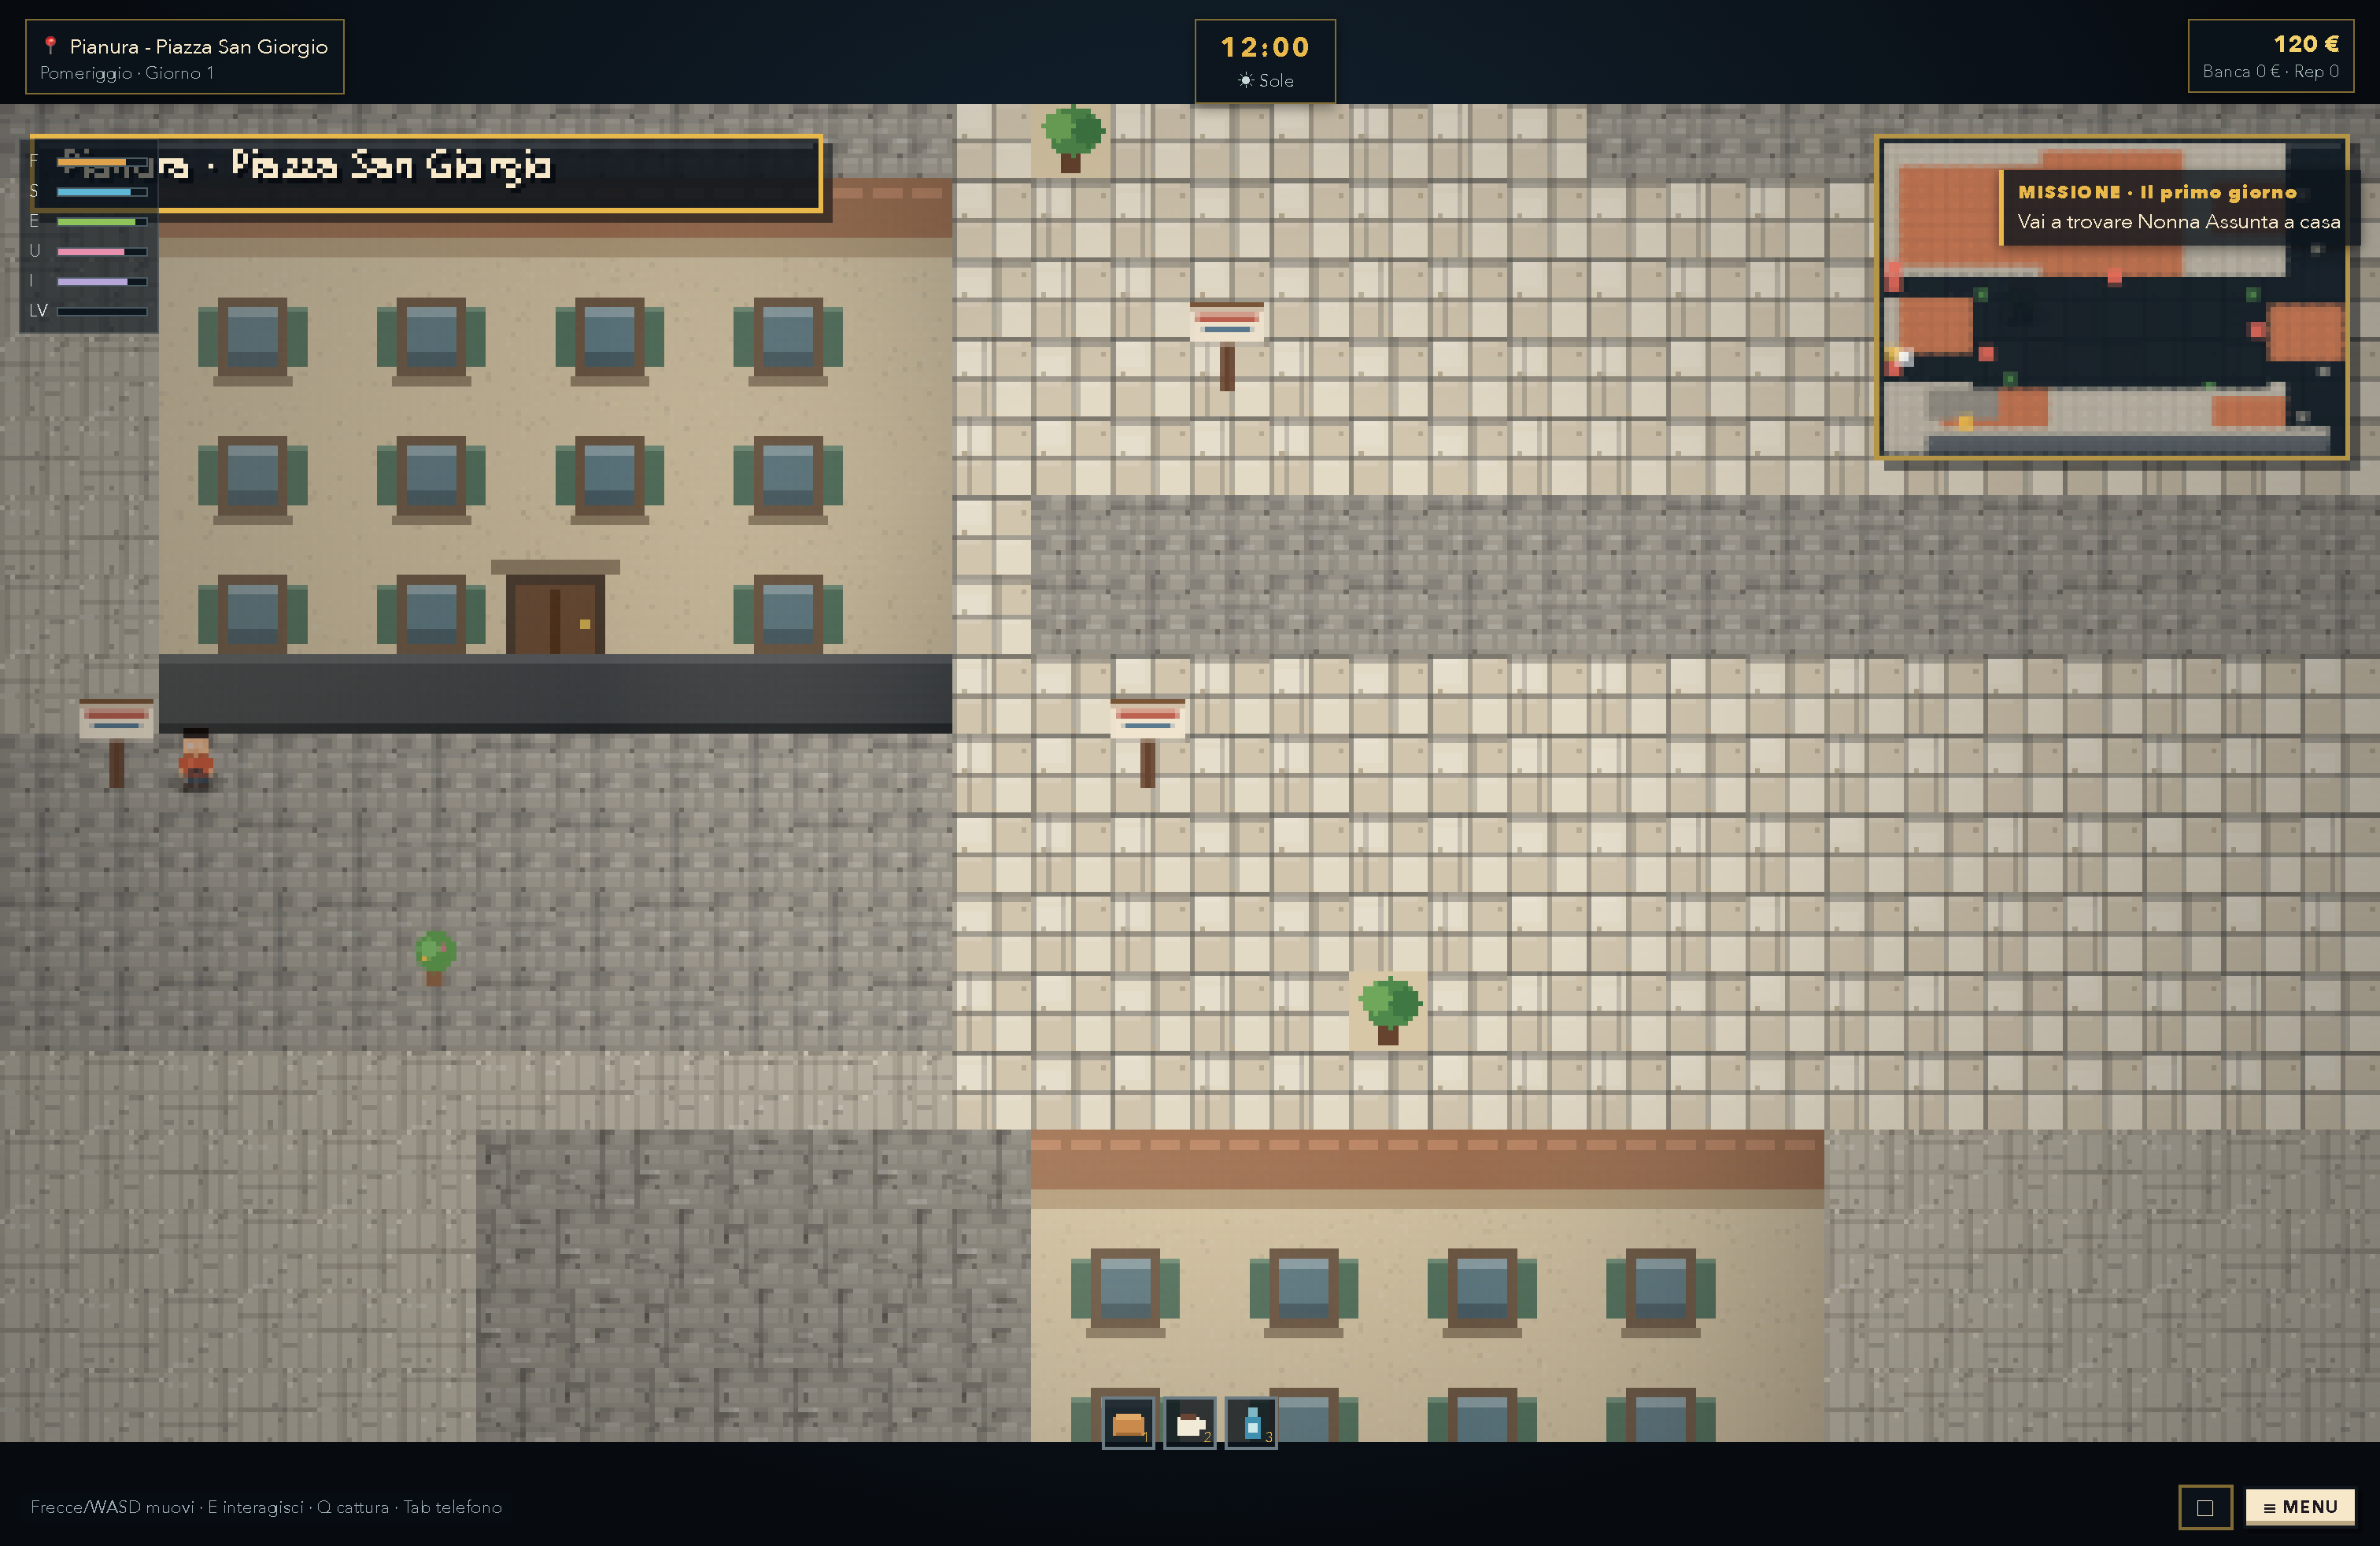 📍 Pianura - Piazza San Giorgio
Pomeriggio · Giorno 1
12:00
☀ Sole
120 €
Banca 0 € · Rep 0
Pianura · Piazza San Giorgio
F
S
E
U
I
LV
MISSIONE · Il primo giorno
Vai a trovare Nonna Assunta a casa
1
2
3
Frecce/WASD muovi · E interagisci · Q cattura · Tab telefono
≡ MENU